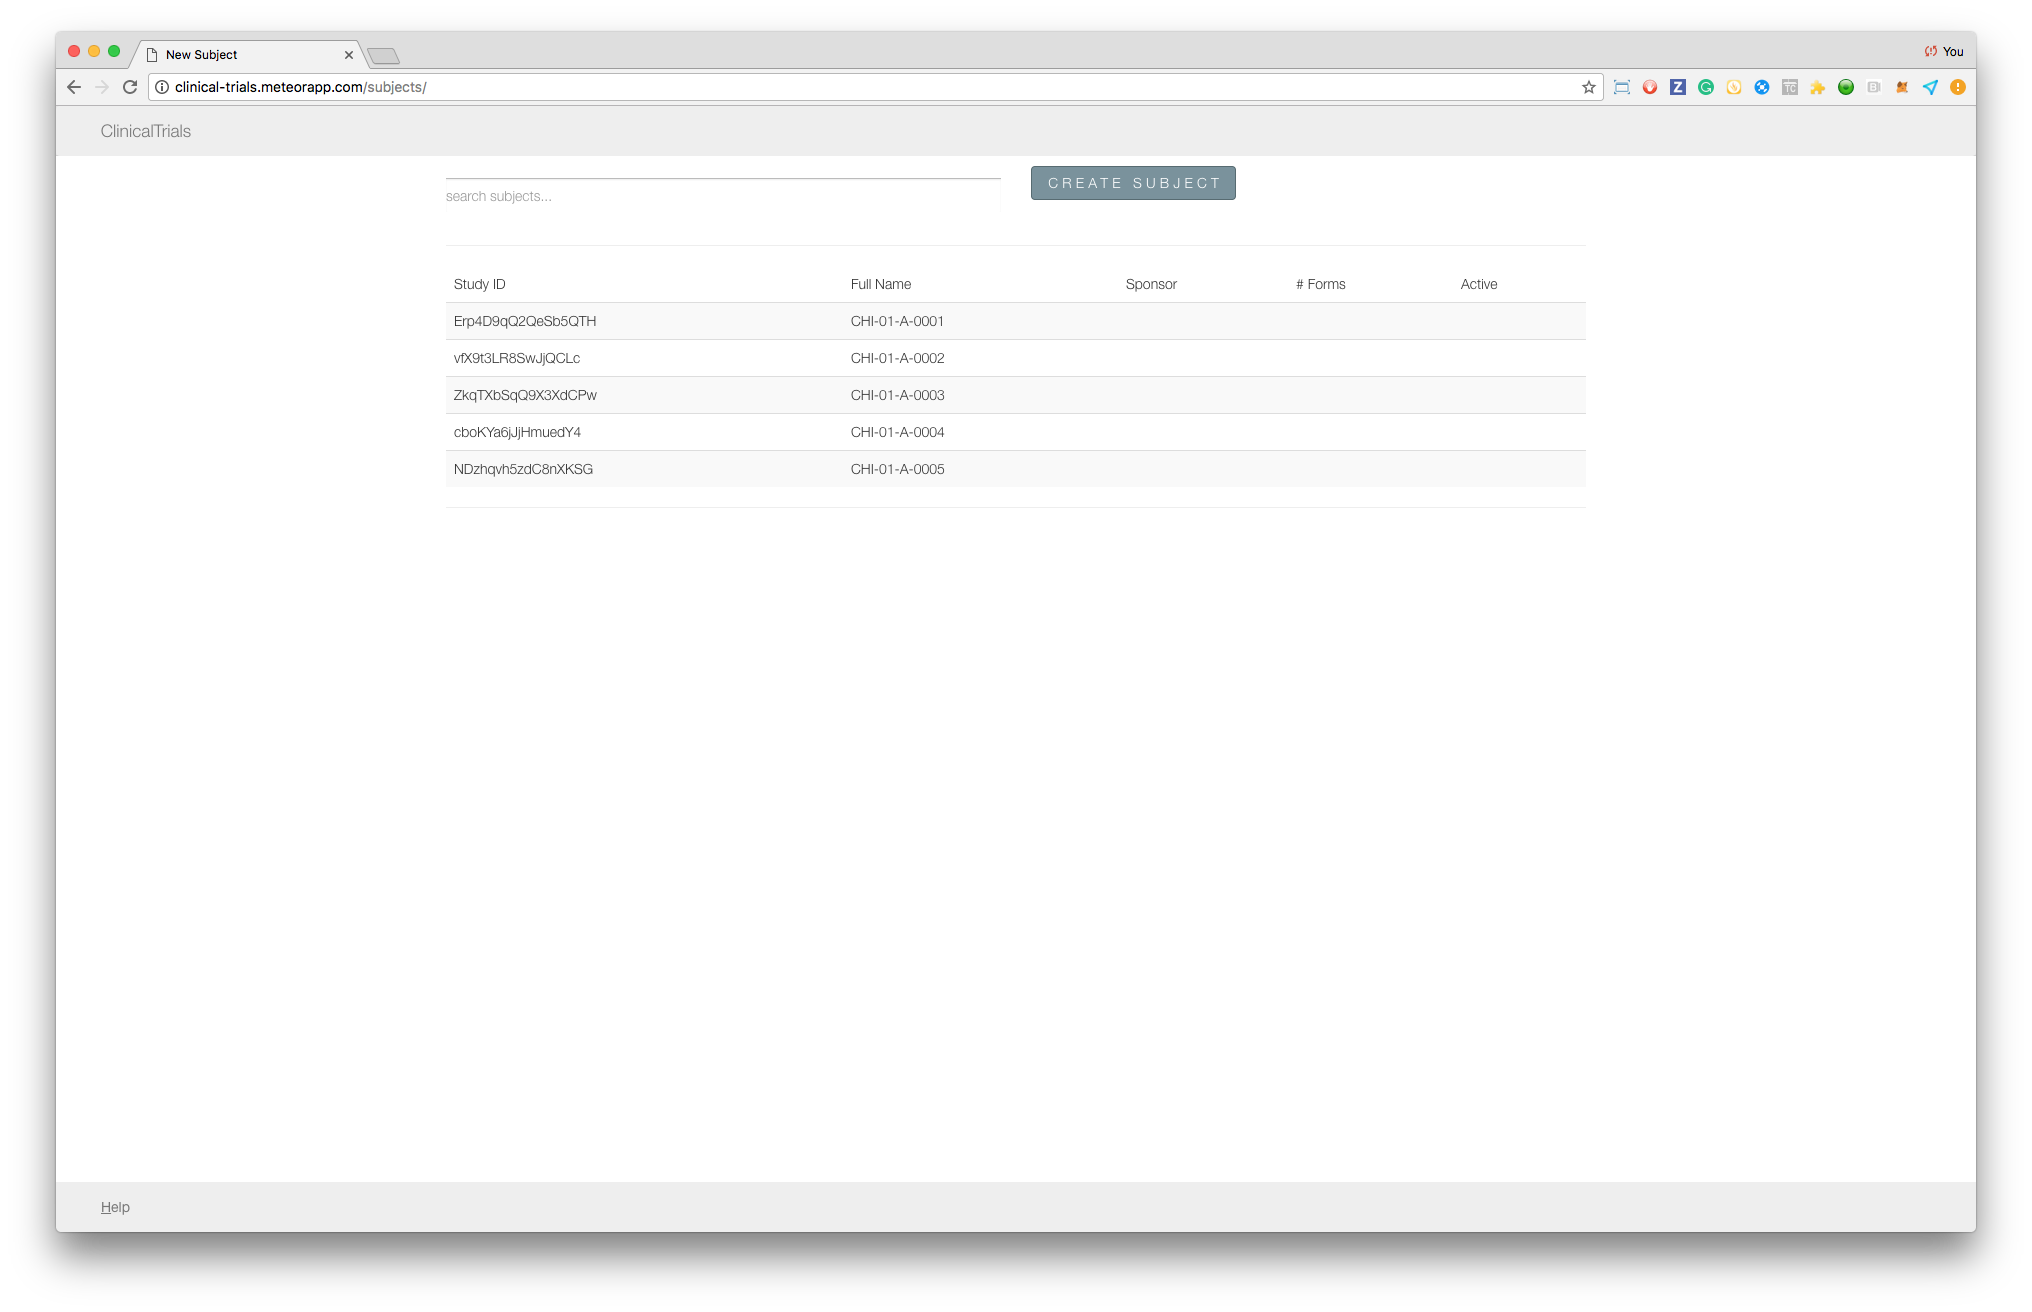 New Subject
You
clinical-trials.meteorapp.com/subjects/
ClinicalTrials
search subjects...
CREATE SUBJECT
Study ID Full Name Sponsor # Forms Active
Erp4D9qQ2QeSb5QTH CHI-01-A-0001
vfX9t3LR8SwJjQCLc CHI-01-A-0002
ZkqTXbSqQ9X3XdCPw CHI-01-A-0003
cboKYa6jJjHmuedY4 CHI-01-A-0004
NDzhqvh5zdC8nXKSG CHI-01-A-0005
Help